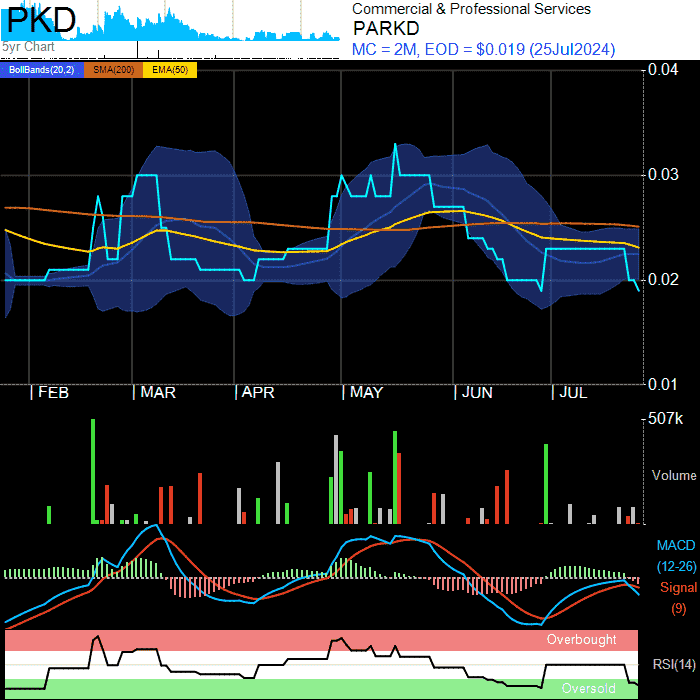 PKD
5yr Chart
Commercial & Professional Services
PARKD
MC = 2M, EOD = $0.019 (25Jul2024)
BollBands(20,2) SMA(200) EMA(50)
0.04
0.03
0.02
0.01
| FEB | MAR | APR | MAY | JUN | JUL
507k
Volume
MACD
(12-26)
Signal
(9)
Overbought
RSI(14)
Oversold